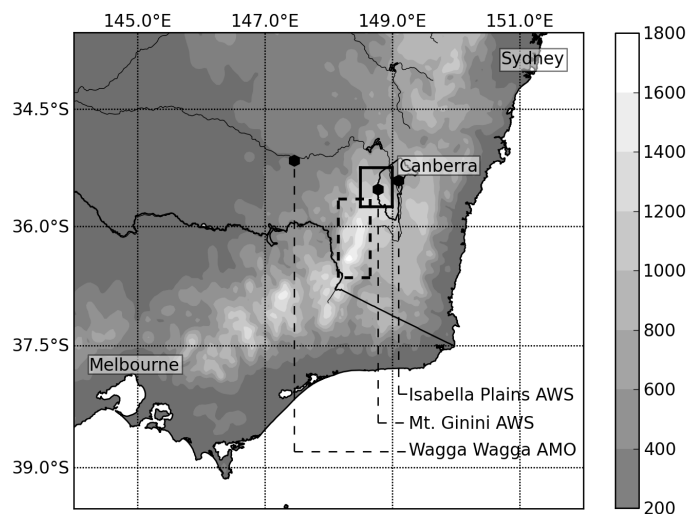 145.0°E 147.0°E 149.0°E 151.0°E
1800
Sydney
1600
34.5°S
1400
Canberra
1200
36.0°S
1000
800
37.5°S
Melbourne
600
Isabella Plains AWS
Mt. Ginini AWS
400
Wagga Wagga AMO
39.0°S
200